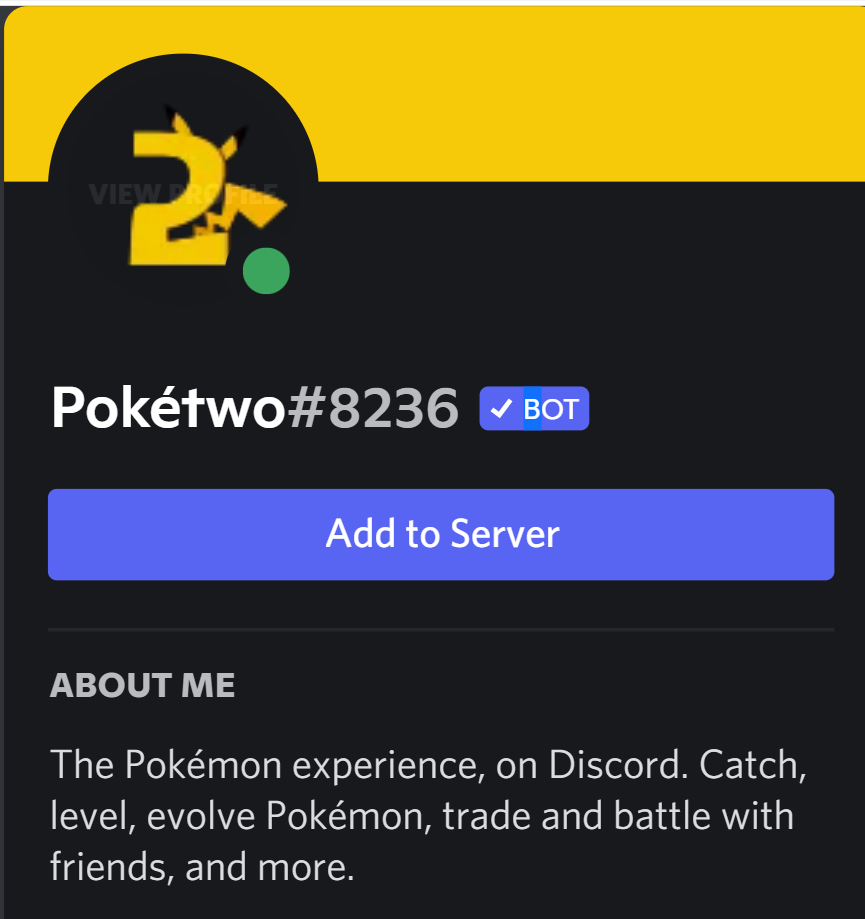 2
VIEW PROFILE
Pokétwo#8236 ✓ BOT
Add to Server
ABOUT ME
The Pokémon experience, on Discord. Catch,
level, evolve Pokémon, trade and battle with
friends, and more.